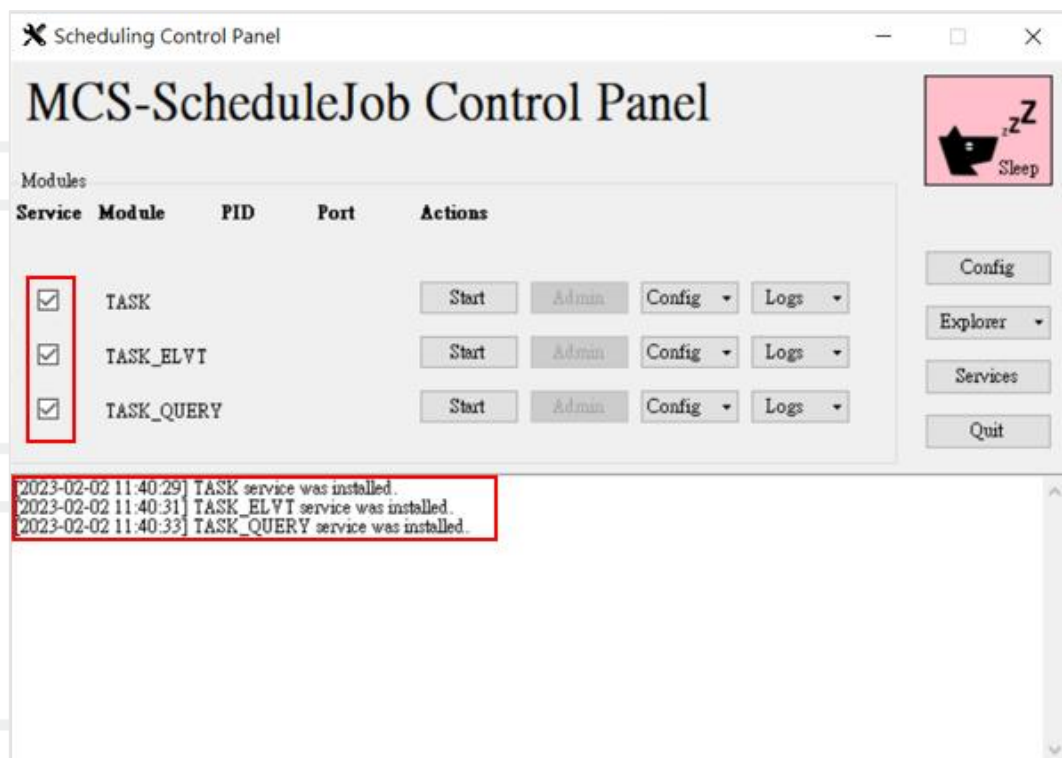 Scheduling Control Panel
MCS-ScheduleJob Control Panel
zzZ
Sleep
Modules
Service Module PID Port Actions
TASK Start Admin Config Logs
TASK_ELVT Start Admin Config Logs
TASK_QUERY Start Admin Config Logs
Config
Explorer
Services
Quit
[2023-02-02 11:40:29] TASK service was installed.
[2023-02-02 11:40:31] TASK_ELVT service was installed.
[2023-02-02 11:40:33] TASK_QUERY service was installed.